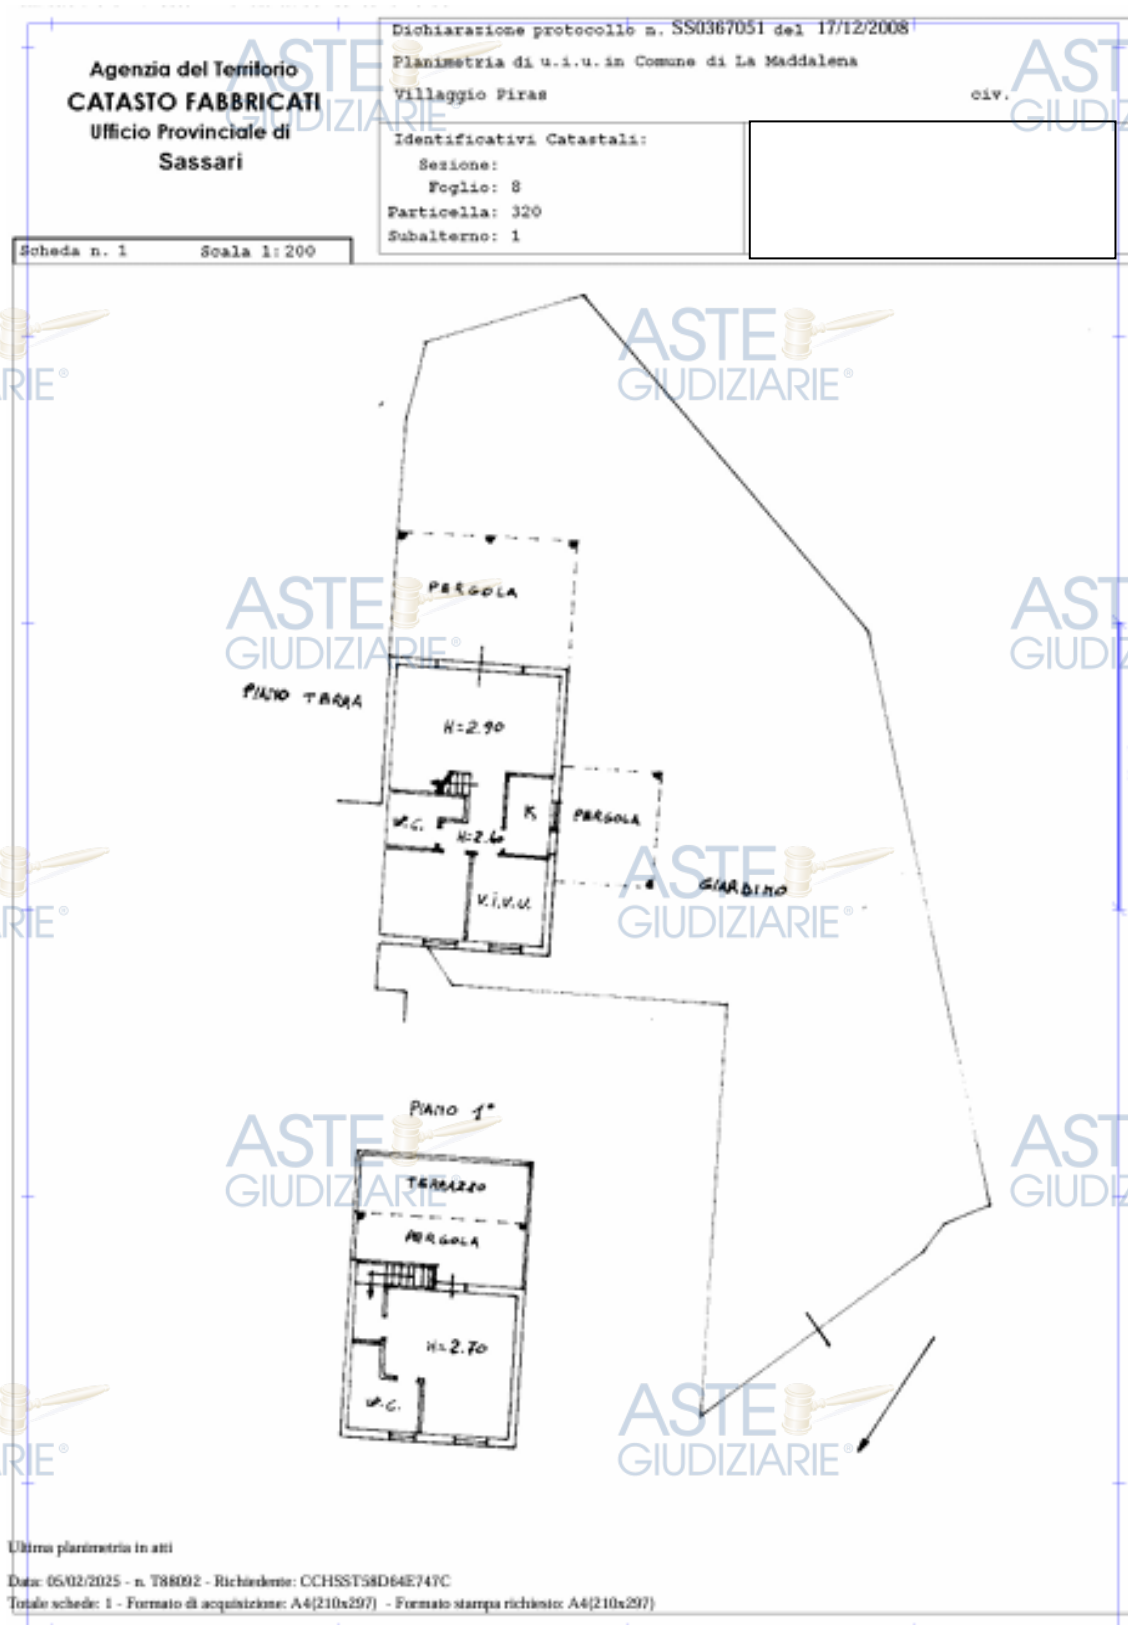 Dichiarazione protocollo n. SS0367051 del 17/12/2008
Planimetria di u.i.u. in Comune di La Maddalena
Villaggio Piras
civ.
Agenzia del Territorio
CATASTO FABBRICATI
Ufficio Provinciale di
Sassari
Identificativi Catastali:
Sezione:
Foglio: 8
Particella: 320
Subalterno: 1
Scheda n. 1 Scala 1:200
ASTE
GIUDIZIARIE®
PERGOLA
PIANO TERRA
H=2.90
K
W.C.
H=2.60
PERGOLA
V.I.V.U.
GIARDINO
PIANO 1°
TERRAZZO
PERGOLA
H=2.70
W.C.
Ultima planimetria in atti
Data: 05/02/2025 - n. T88092 - Richiedente: CCHSST58D64E747C
Totale schede: 1 - Formato di acquisizione: A4(210x297) - Formato stampa richiesto: A4(210x297)